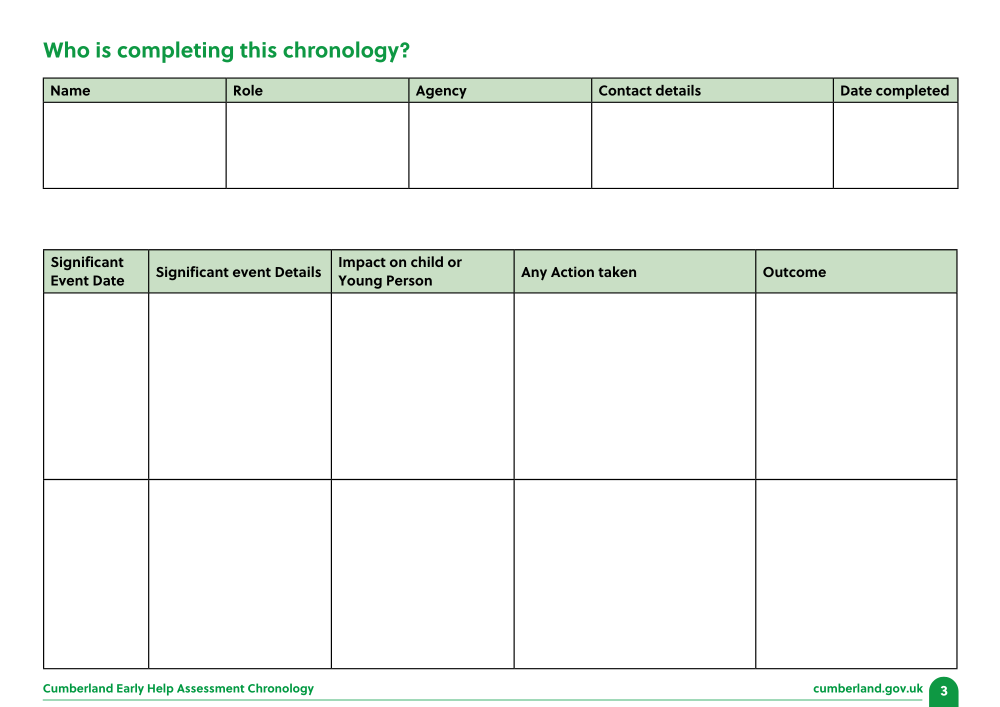 Who is completing this chronology?
Name Role Agency Contact details Date completed
Significant Event Date Significant event Details Impact on child or Young Person Any Action taken Outcome
Cumberland Early Help Assessment Chronology cumberland.gov.uk 3